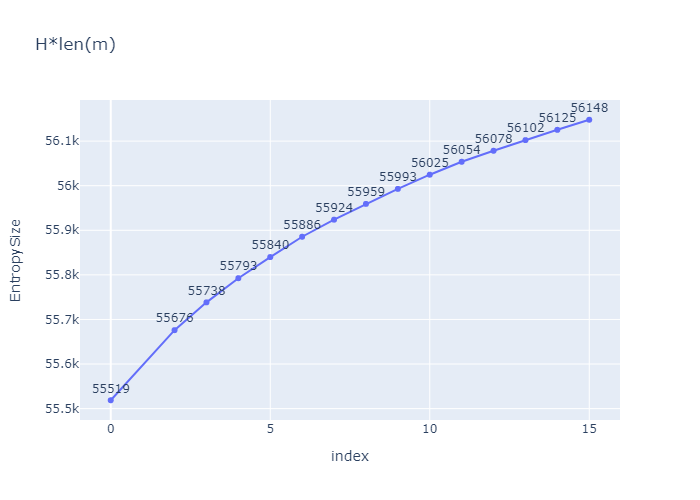 H*len(m)
56148
56125
56102
56078
56054
56025
55993
55959
55924
55886
55840
55793
55738
55676
55519
56.1k
56k
55.9k
55.8k
55.7k
55.6k
55.5k
EntropySize
0 5 10 15
index